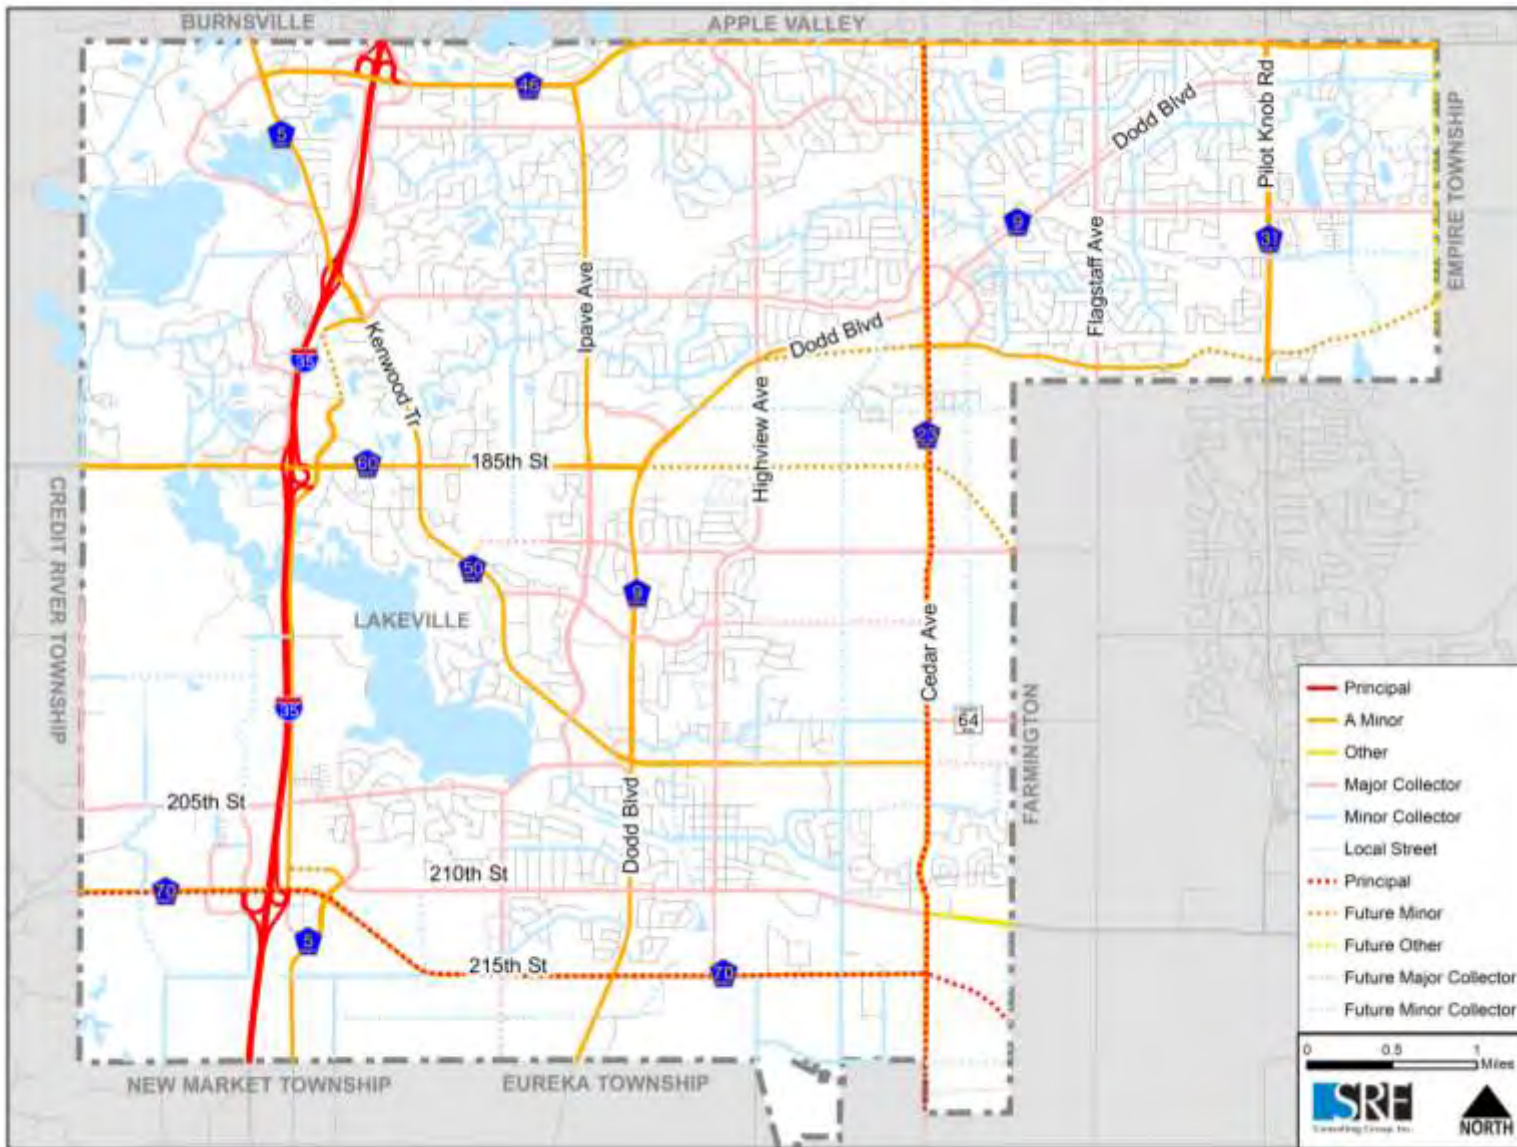 BURNSVILLE
APPLE VALLEY
46
5
Dodd Blvd
Pilot Knob Rd
EMPIRE TOWNSHIP
9
31
Flagstaff Ave
Ipave Ave
Kenwood Tr
Dodd Blvd
35
Highview Ave
23
60
185th St
CREDIT RIVER TOWNSHIP
50
9
LAKEVILLE
Cedar Ave
35
64
FARMINGTON
205th St
Dodd Blvd
210th St
70
5
215th St
70
NEW MARKET TOWNSHIP
EUREKA TOWNSHIP
Principal
A Minor
Other
Major Collector
Minor Collector
Local Street
Principal
Future Minor
Future Other
Future Major Collector
Future Minor Collector
0 0.5 1
Miles
SRF
Consulting Group, Inc.
NORTH